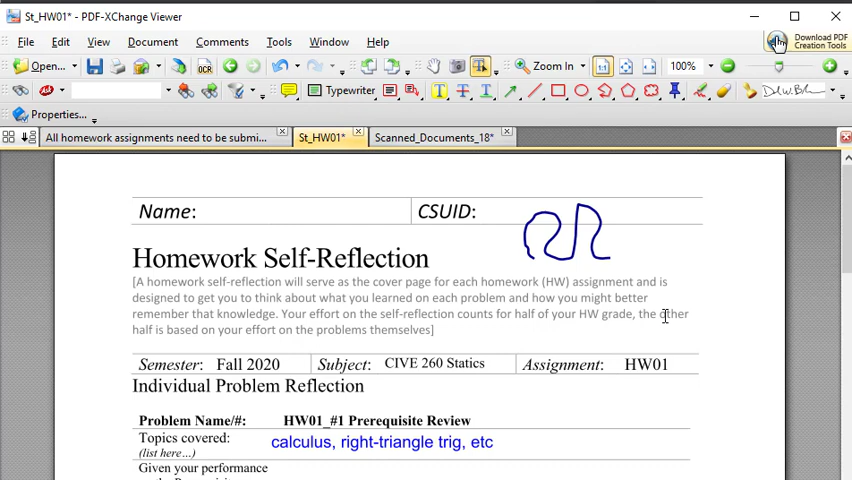 St_HW01* - PDF-XChange Viewer
File Edit View Document Comments Tools Window Help
Download PDF
Creation Tools
Open... OCR Zoom In 100%
Typewriter
Properties...
All homework assignments need to be submi... St_HW01* Scanned_Documents_18*
Name: CSUID:
Homework Self-Reflection
[A homework self-reflection will serve as the cover page for each homework (HW) assignment and is
designed to get you to think about what you learned on each problem and how you might better
remember that knowledge. Your effort on the self-reflection counts for half of your HW grade, the other
half is based on your effort on the problems themselves]
Semester: Fall 2020 Subject: CIVE 260 Statics Assignment: HW01
Individual Problem Reflection
Problem Name/#: HW01_#1 Prerequisite Review
Topics covered: calculus, right-triangle trig, etc
(list here...)
Given your performance